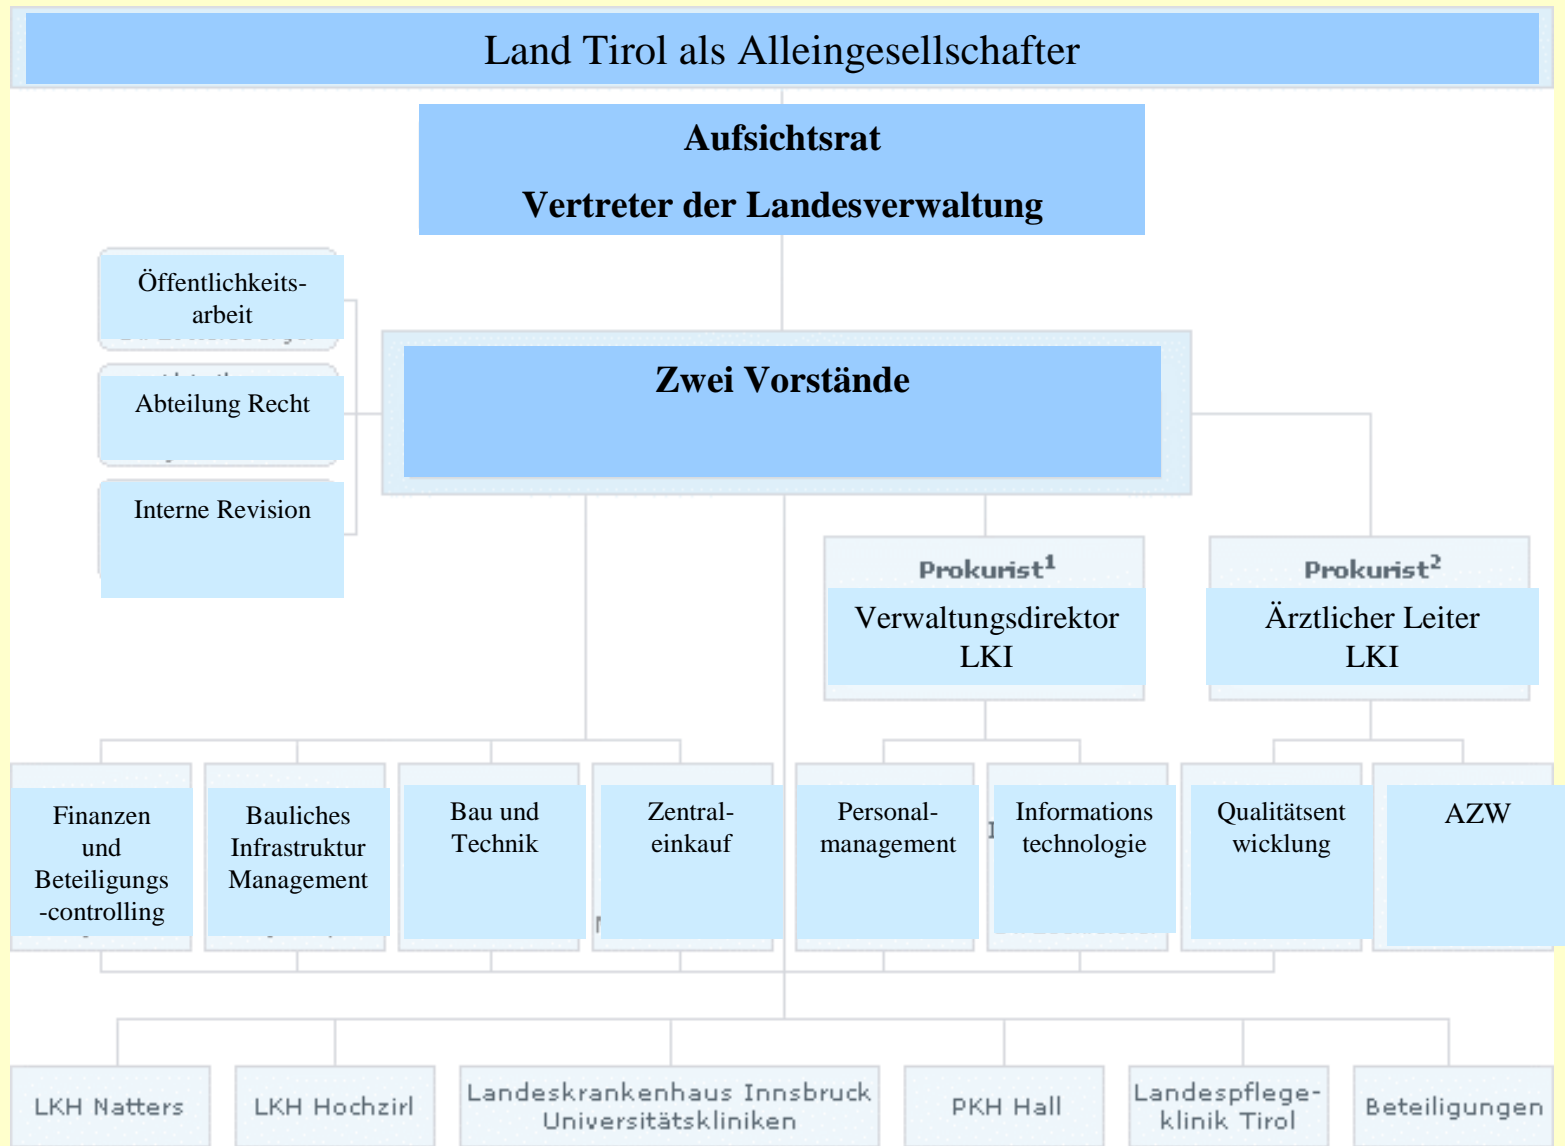 Land Tirol als Alleingesellschafter
Aufsichtsrat
Vertreter der Landesverwaltung
Öffentlichkeits-
arbeit
Abteilung Recht
Interne Revision
Zwei Vorstände
Prokurist¹
Verwaltungsdirektor
LKI
Prokurist²
Ärztlicher Leiter
LKI
Finanzen
und
Beteiligungs
-controlling
Bauliches
Infrastruktur
Management
Bau und
Technik
Zentral-
einkauf
Personal-
management
Informations
technologie
Qualitätsent
wicklung
AZW
LKH Natters
LKH Hochzirl
Landeskrankenhaus Innsbruck
Universitätskliniken
PKH Hall
Landespflege-
klinik Tirol
Beteiligungen